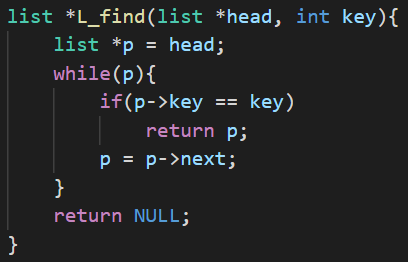 list *L_find(list *head, int key){
    list *p = head;
    while(p){
        if(p->key == key)
            return p;
        p = p->next;
    }
    return NULL;
}